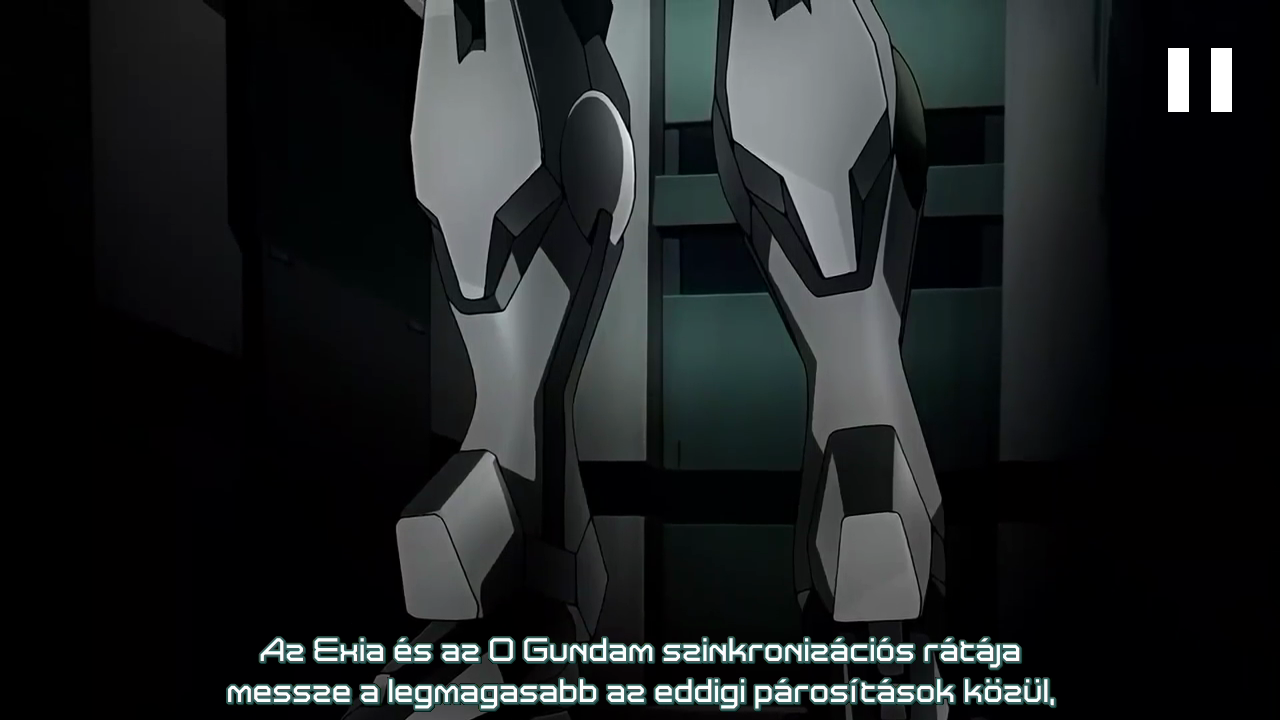 Az Exia és az O Gundam szinkronizációs rátája
messze a legmagasabb az eddigi párosítások közül,